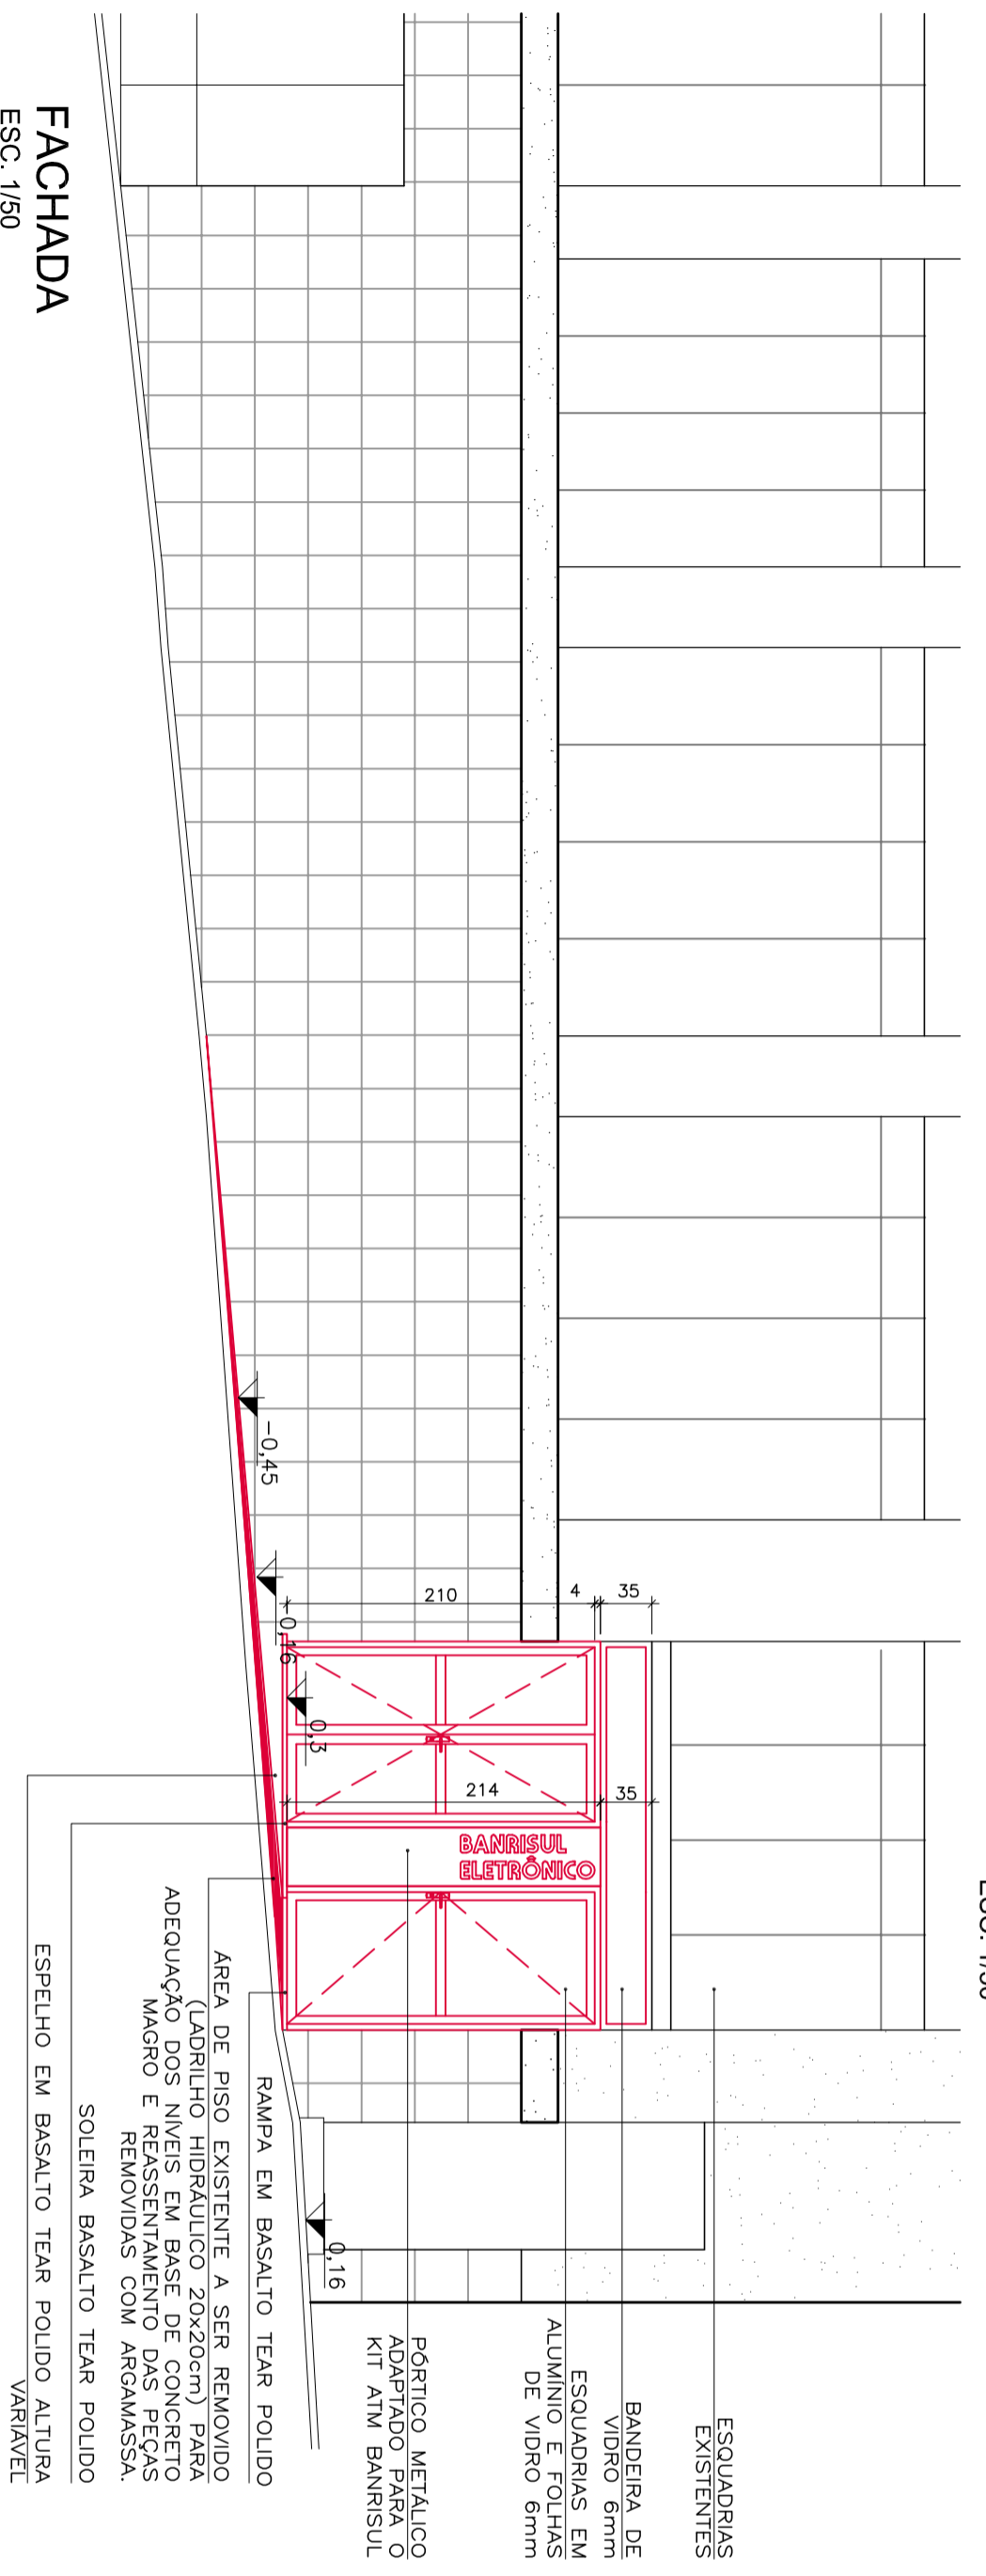 ESQUADRIAS
EXISTENTES
BANDEIRA DE
VIDRO 6mm
ESQUADRIAS EM
ALUMÍNIO E FOLHAS
DE VIDRO 6mm
PÓRTICO METÁLICO
ADAPTADO PARA O
KIT ATM BANRISUL
35
4
210
35
214
BANRISUL
ELETRÔNICO
-0,45
-0,16
0,3
0,16
RAMPA EM BASALTO TEAR POLIDO
ÁREA DE PISO EXISTENTE A SER REMOVIDO
(LADRILHO HIDRÁULICO 20x20cm) PARA
ADEQUAÇÃO DOS NÍVEIS EM BASE DE CONCRETO
MAGRO E REASSENTAMENTO DAS PEÇAS
REMOVIDAS COM ARGAMASSA.
SOLEIRA BASALTO TEAR POLIDO
ESPELHO EM BASALTO TEAR POLIDO ALTURA
VARIÁVEL
FACHADA
ESC. 1/50